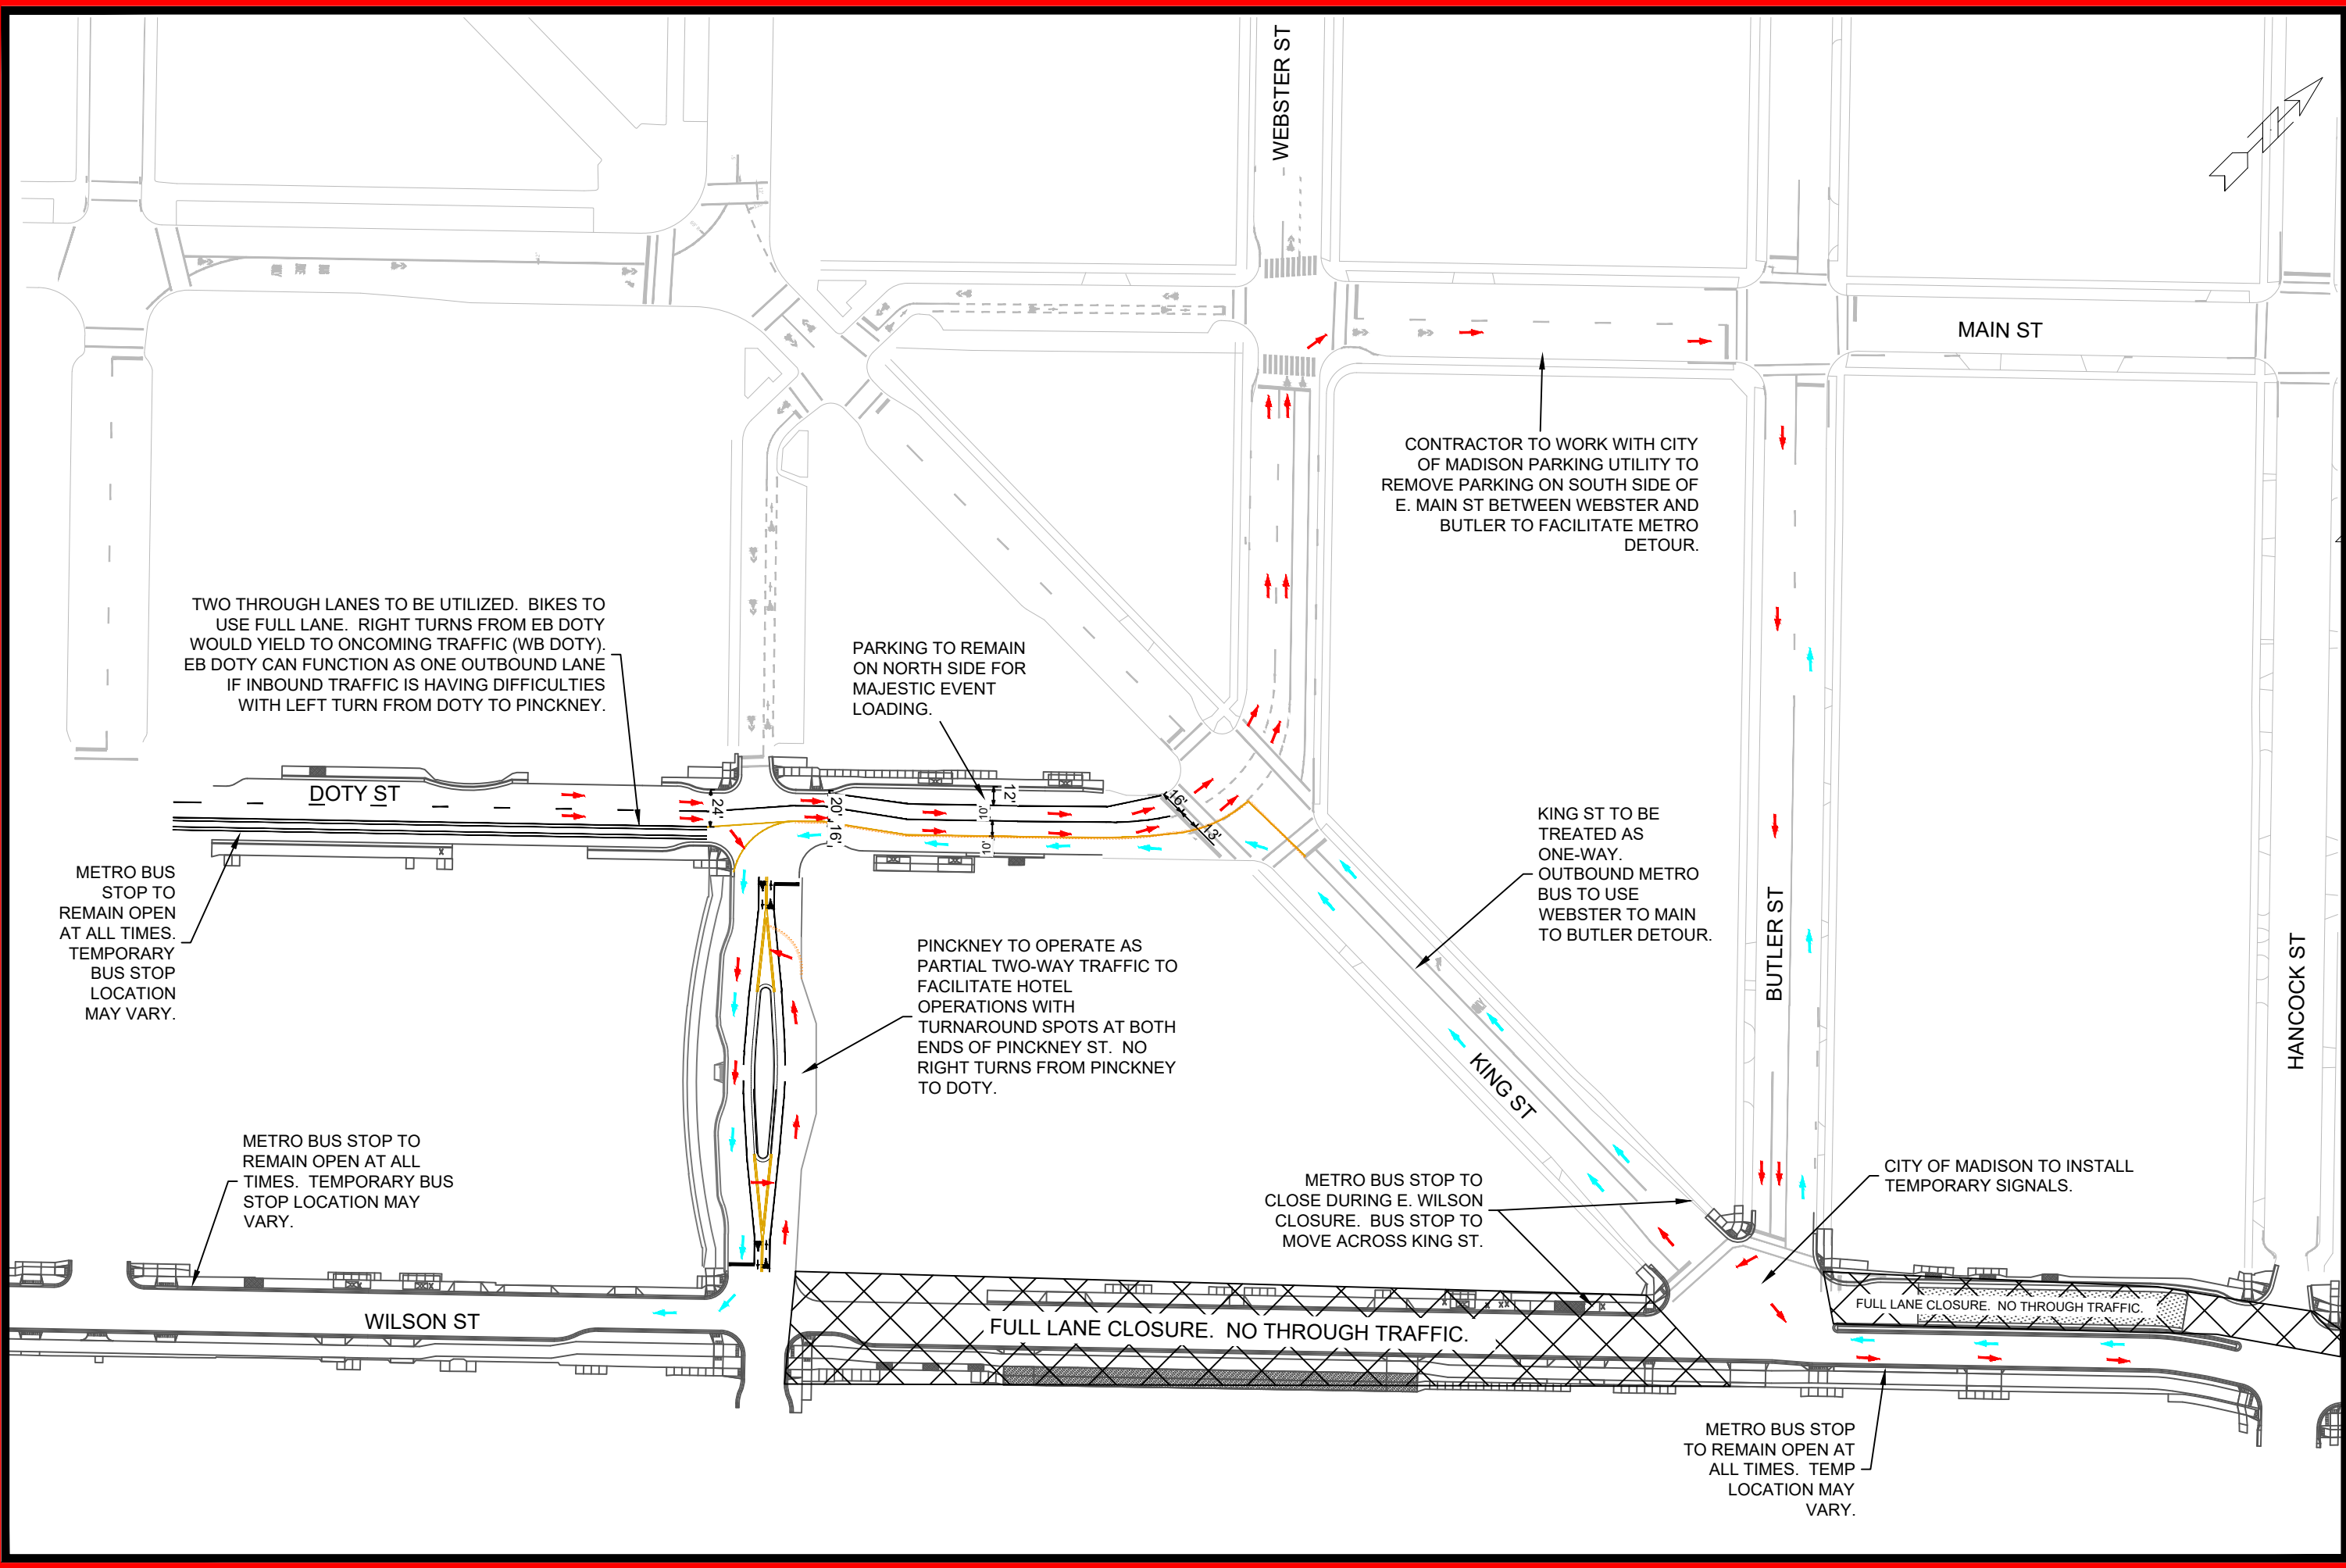 WEBSTER ST
MAIN ST
CONTRACTOR TO WORK WITH CITY
OF MADISON PARKING UTILITY TO
REMOVE PARKING ON SOUTH SIDE OF
E. MAIN ST BETWEEN WEBSTER AND
BUTLER TO FACILITATE METRO
DETOUR.
TWO THROUGH LANES TO BE UTILIZED.  BIKES TO
USE FULL LANE.  RIGHT TURNS FROM EB DOTY
WOULD YIELD TO ONCOMING TRAFFIC (WB DOTY).
EB DOTY CAN FUNCTION AS ONE OUTBOUND LANE
IF INBOUND TRAFFIC IS HAVING DIFFICULTIES
WITH LEFT TURN FROM DOTY TO PINCKNEY.
PARKING TO REMAIN
ON NORTH SIDE FOR
MAJESTIC EVENT
LOADING.
DOTY ST
24'
20'
16'
16'
12'
10'
10'
16'
13'
KING ST TO BE
TREATED AS
ONE-WAY.
OUTBOUND METRO
BUS TO USE
WEBSTER TO MAIN
TO BUTLER DETOUR.
METRO BUS
STOP TO
REMAIN OPEN
AT ALL TIMES.
TEMPORARY
BUS STOP
LOCATION
MAY VARY.
PINCKNEY TO OPERATE AS
PARTIAL TWO-WAY TRAFFIC TO
FACILITATE HOTEL
OPERATIONS WITH
TURNAROUND SPOTS AT BOTH
ENDS OF PINCKNEY ST.  NO
RIGHT TURNS FROM PINCKNEY
TO DOTY.
BUTLER ST
HANCOCK ST
KING ST
METRO BUS STOP TO
REMAIN OPEN AT ALL
TIMES.  TEMPORARY BUS
STOP LOCATION MAY
VARY.
METRO BUS STOP TO
CLOSE DURING E. WILSON
CLOSURE.  BUS STOP TO
MOVE ACROSS KING ST.
CITY OF MADISON TO INSTALL
TEMPORARY SIGNALS.
WILSON ST
FULL LANE CLOSURE.  NO THROUGH TRAFFIC.
FULL LANE CLOSURE.  NO THROUGH TRAFFIC.
METRO BUS STOP
TO REMAIN OPEN AT
ALL TIMES.  TEMP
LOCATION MAY
VARY.